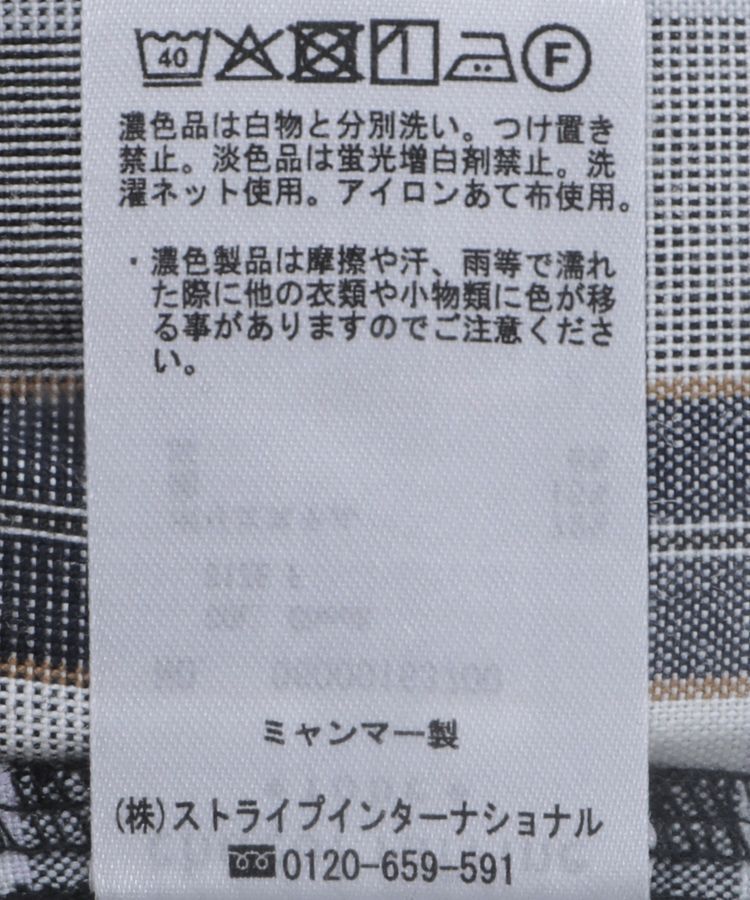 40
F
濃色品は白物と分別洗い。つけ置き
禁止。淡色品は蛍光増白剤禁止。洗
濯ネット使用。アイロンあて布使用。
・濃色製品は摩擦や汗、雨等で濡れ
た際に他の衣類や小物類に色が移
る事がありますのでご注意くださ
い。
ミャンマー製
(株)ストライプインターナショナル
0120-659-591